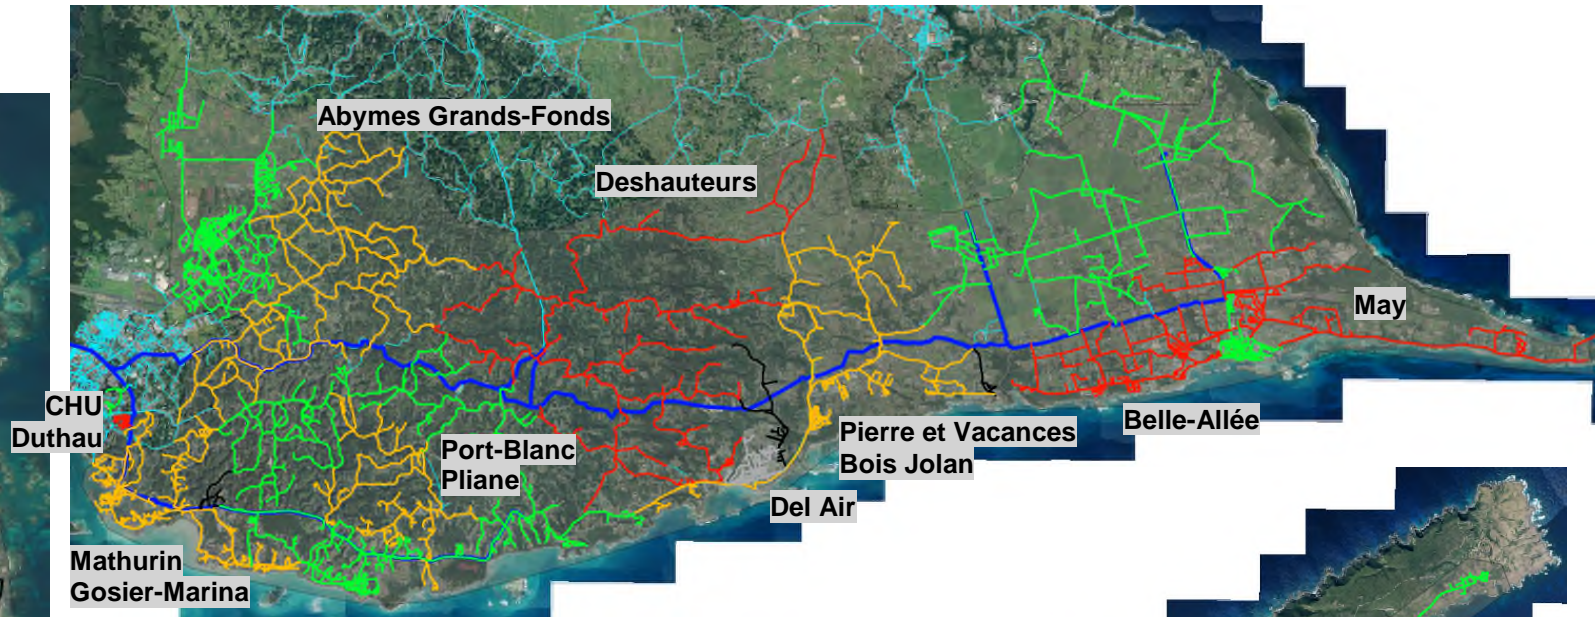 Abymes Grands-Fonds
Deshauteurs
May
CHU
Duthau
Belle-Allée
Pierre et Vacances
Bois Jolan
Port-Blanc
Pliane
Del Air
Mathurin
Gosier-Marina